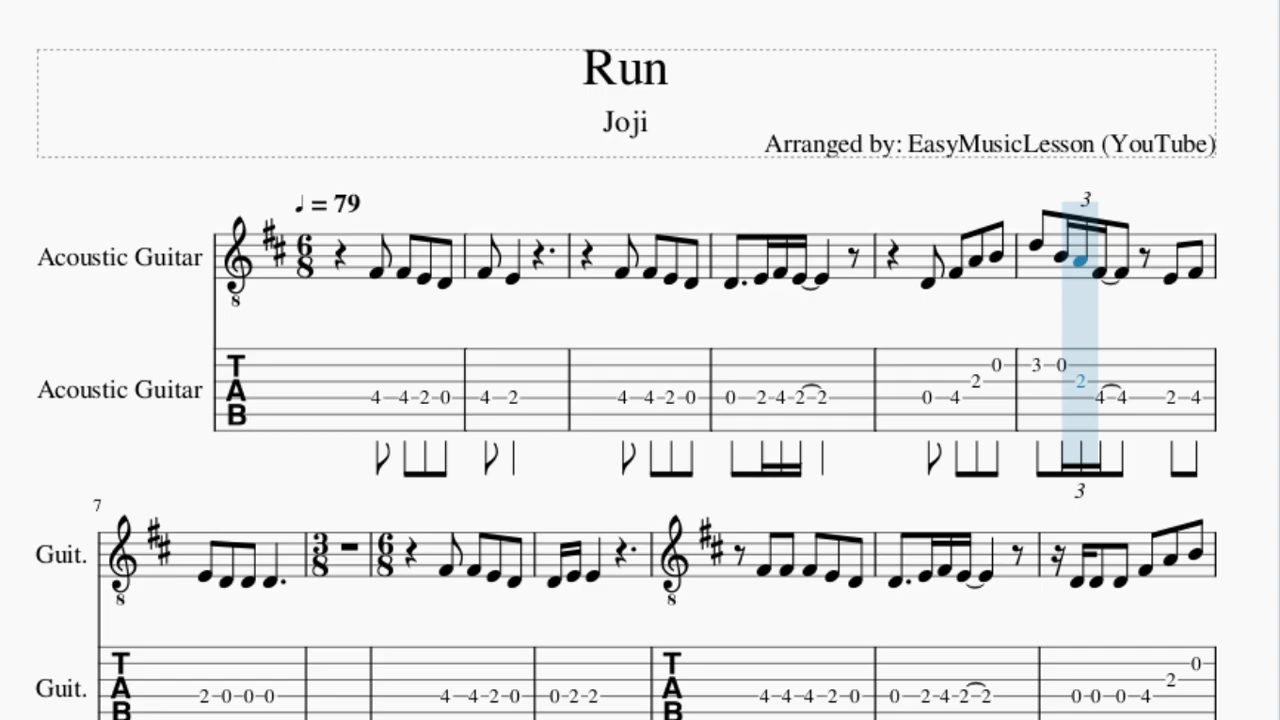 Run
Joji
Arranged by: EasyMusicLesson (YouTube)
♩ = 79
3
Acoustic Guitar
6 8
8
Acoustic Guitar
T A B
4 4 2 0 4 2 4 4 2 0 0 2 4 2 2 0 4 2 0 3 0 2 4 4 2 4
3
7
Guit.
3 8 6 8
8 8
Guit.
T A B T A B
2 0 0 0 4 4 2 0 0 2 2 4 4 4 2 0 0 2 4 2 2 0 0 0 4 2 0